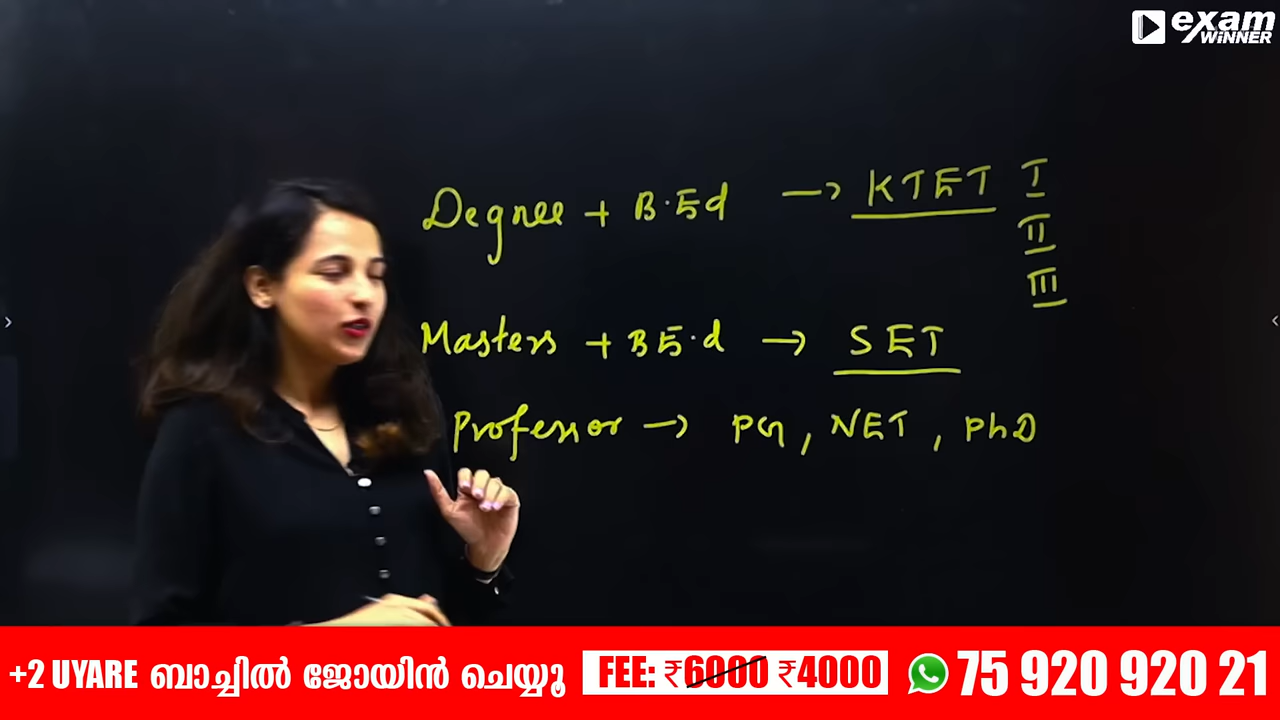 exam
WINNER
Degree + B.Ed → KTET I
II
III
Masters + BE.d → SET
Professor → PG, NET, PhD
+2 UYARE ബാച്ചിൽ ജോയിൻ ചെയ്യൂ FEE: ₹6000 ₹4000 75 920 920 21